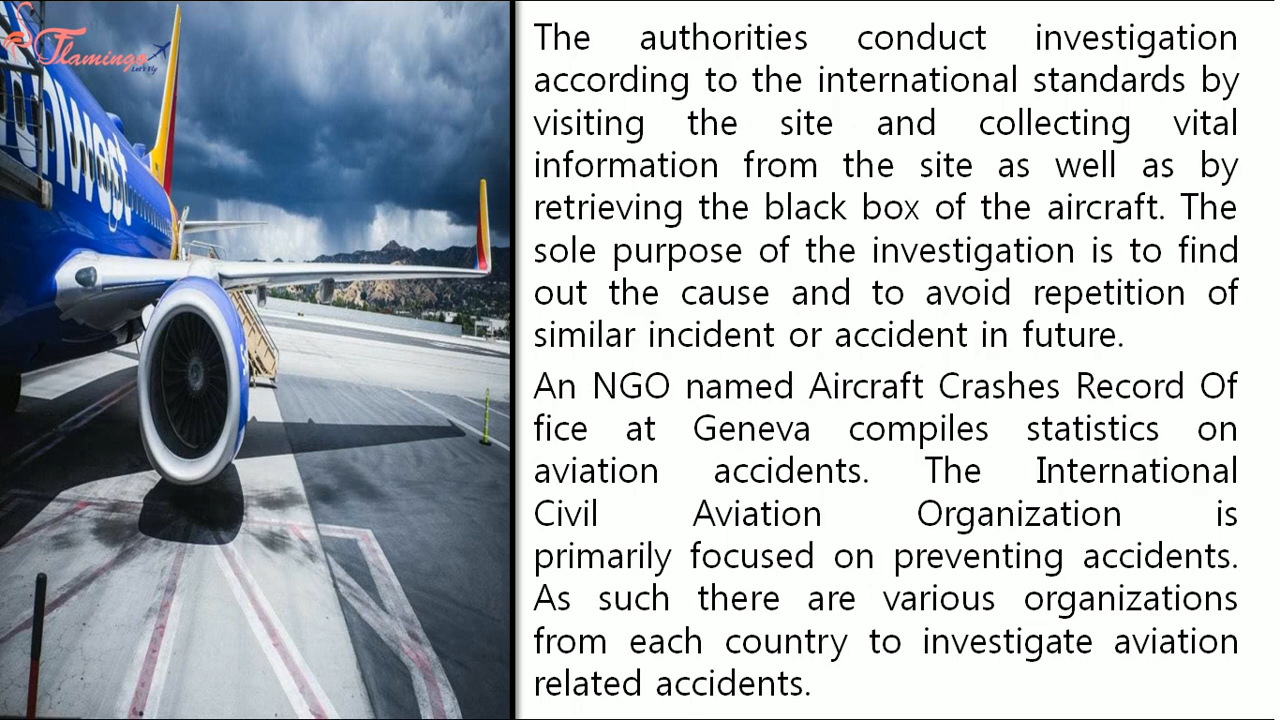 Flamingo
Let's Fly
hwest
The authorities conduct investigation
according to the international standards by
visiting the site and collecting vital
information from the site as well as by
retrieving the black box of the aircraft. The
sole purpose of the investigation is to find
out the cause and to avoid repetition of
similar incident or accident in future.
An NGO named Aircraft Crashes Record Of
fice at Geneva compiles statistics on
aviation accidents. The International
Civil Aviation Organization is
primarily focused on preventing accidents.
As such there are various organizations
from each country to investigate aviation
related accidents.